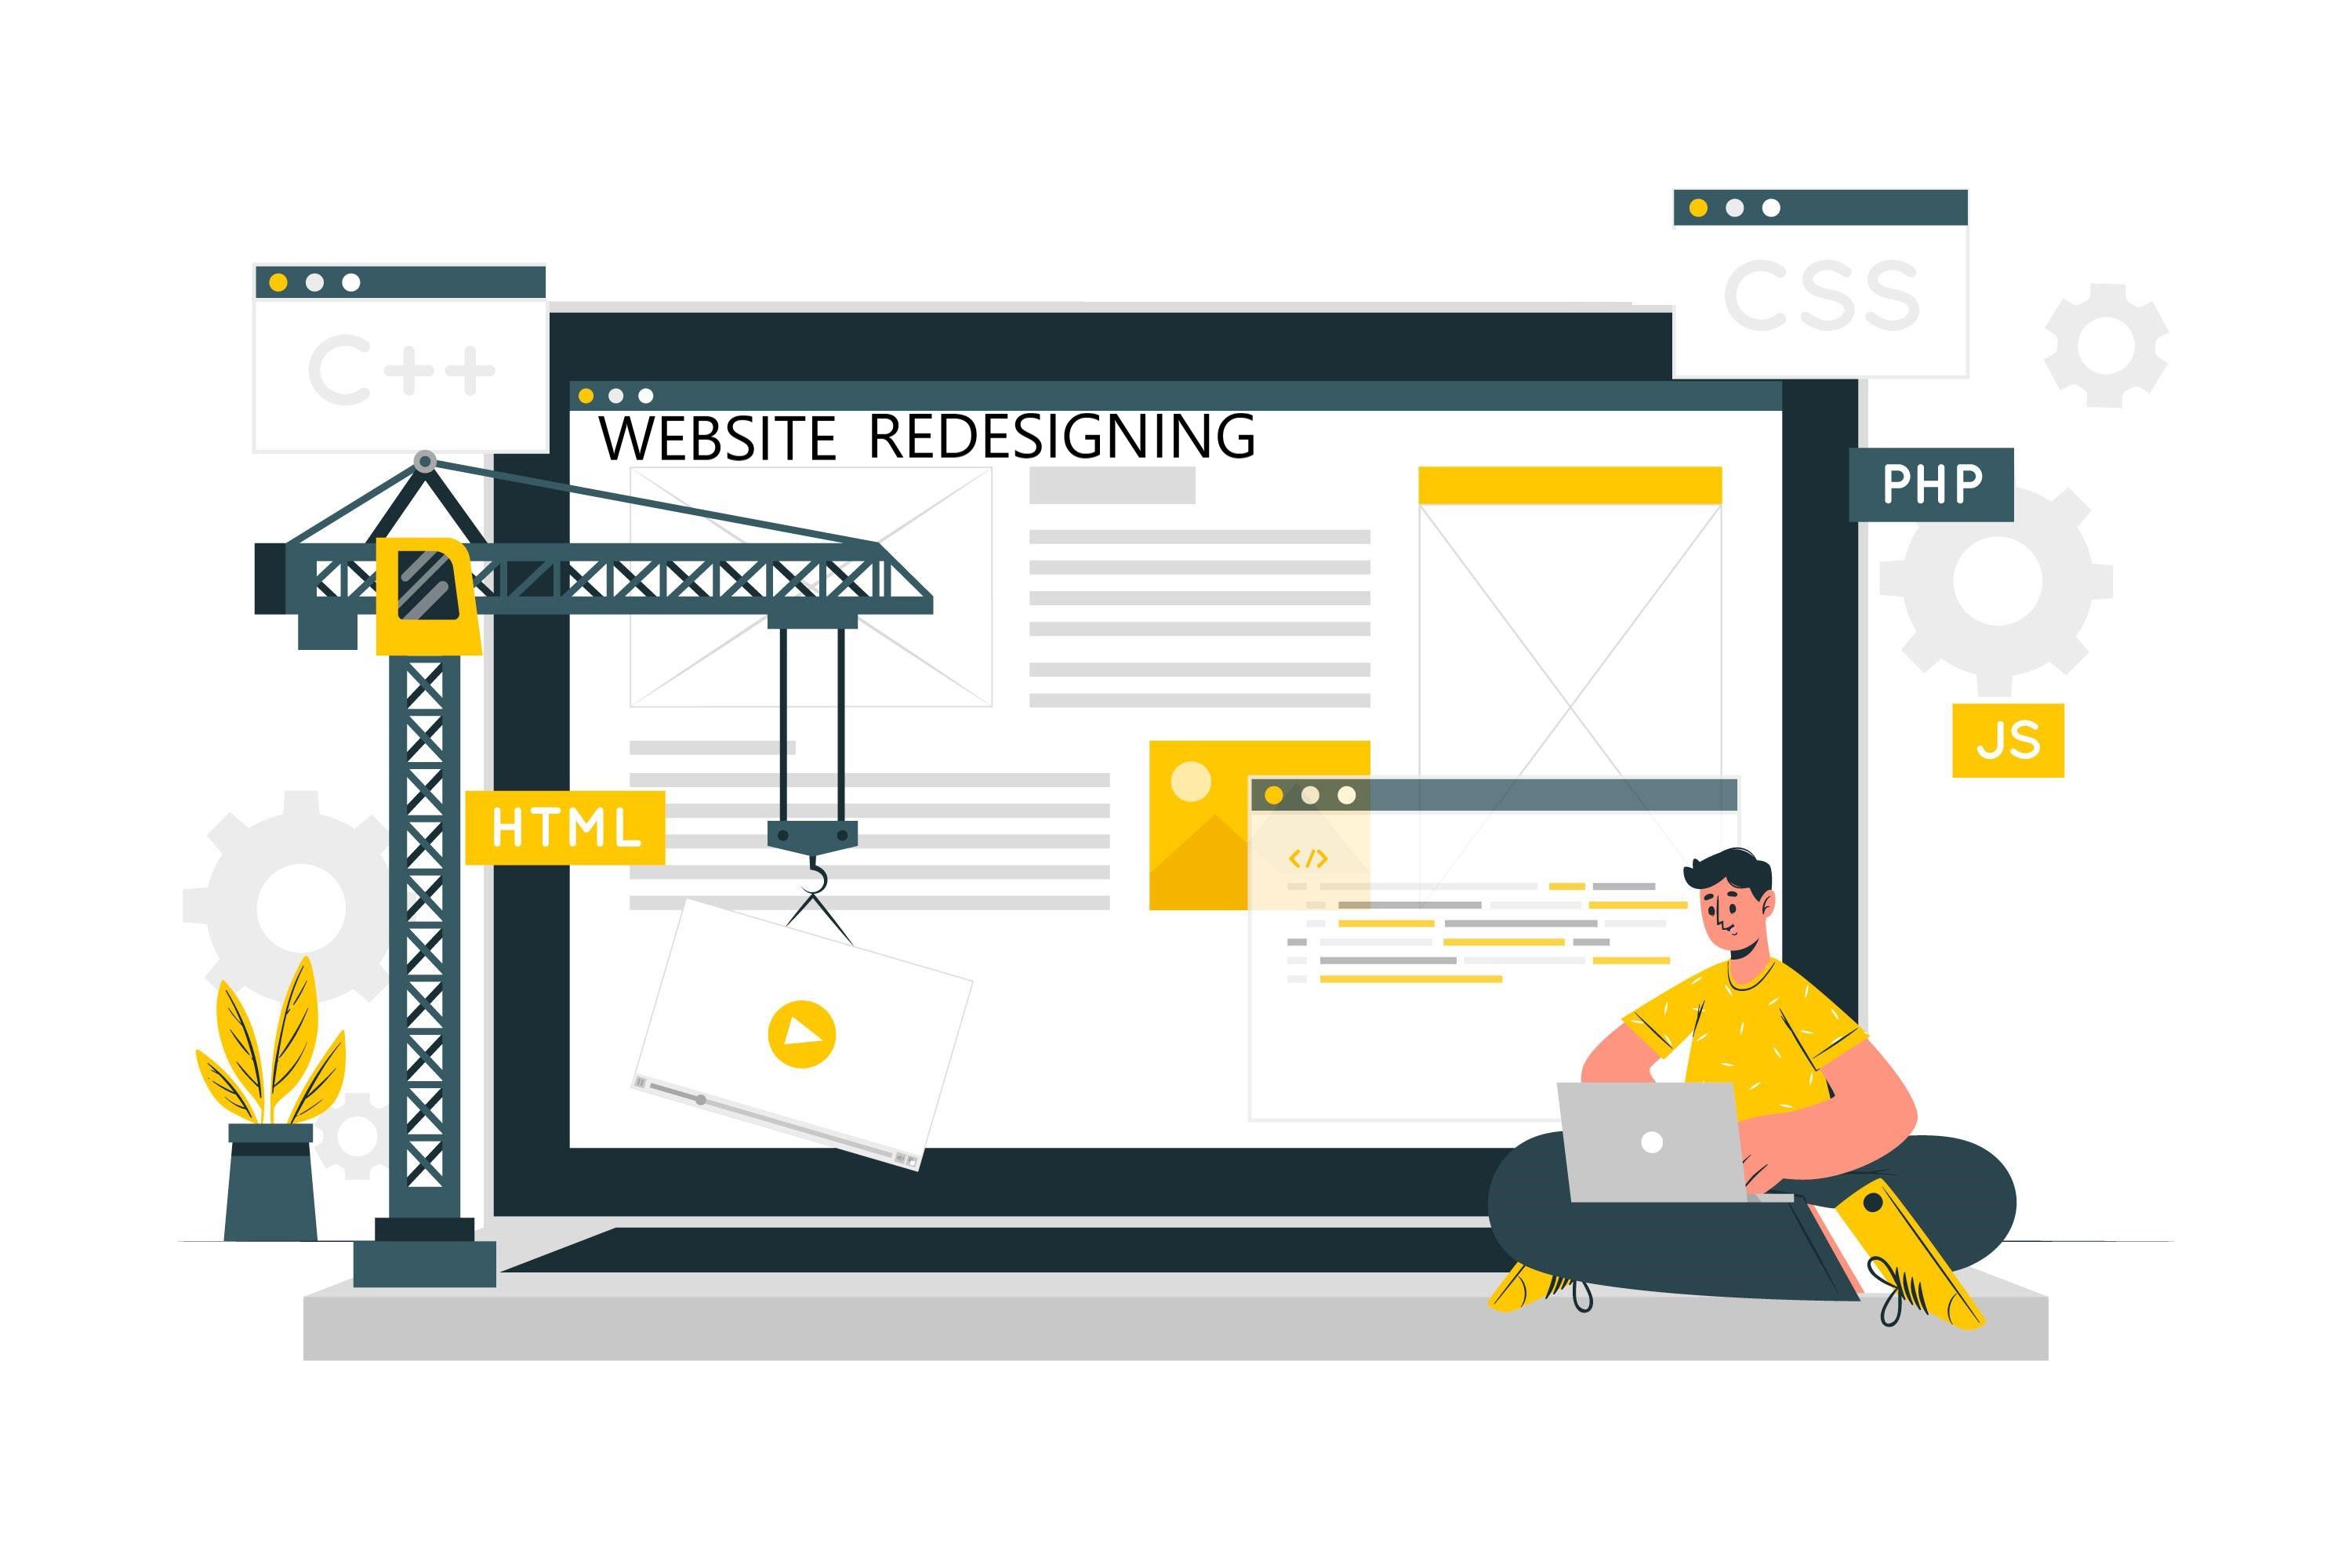 CSS
C++
WEBSITE REDESIGNING
PHP
JS
HTML
</>